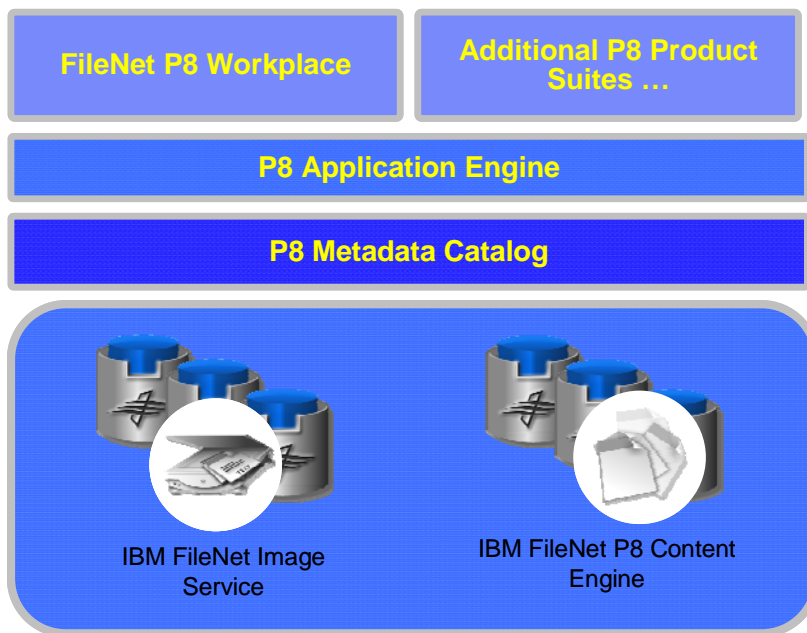 FileNet P8 Workplace
Additional P8 Product
Suites …
P8 Application Engine
P8 Metadata Catalog
IBM FileNet Image
Service
IBM FileNet P8 Content
Engine